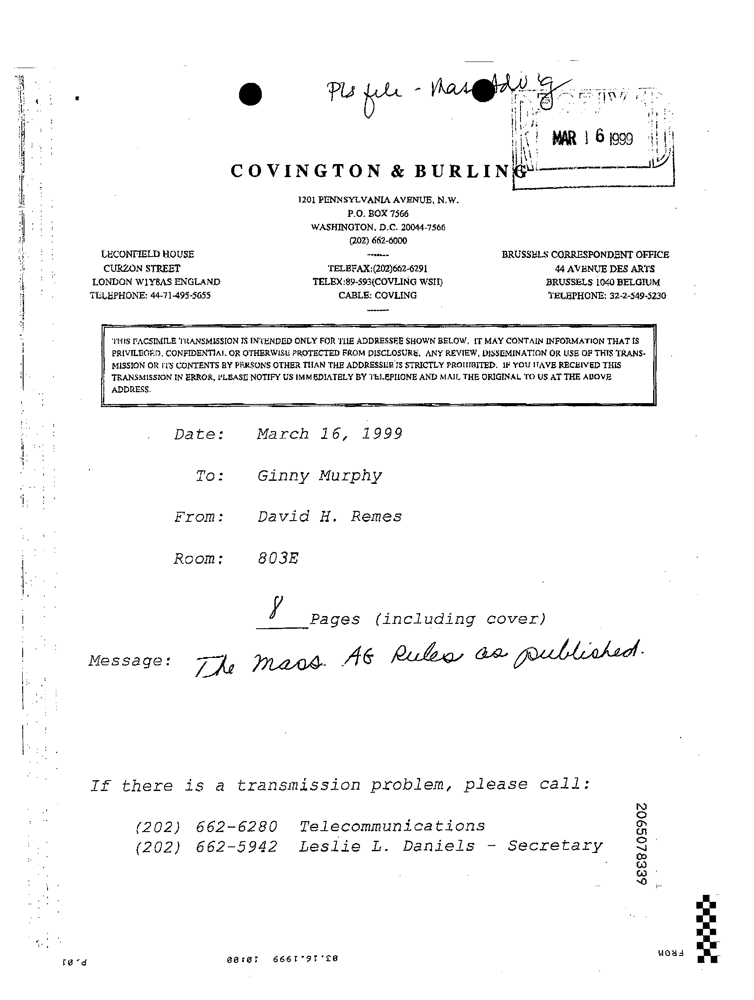 Pls file - Mass Adv'g
MAR 16 1999
COVINGTON & BURLING
1201 PENNSYLVANIA AVENUE, N.W.
P.O. BOX 7566
WASHINGTON, D.C. 20044-7566
(202) 662-6000
LECONFIELD HOUSE
CURZON STREET
LONDON W1Y8AS ENGLAND
TELEPHONE: 44-71-495-5655
TELEFAX:(202)662-6291
TELEX:89-593(COVLING WSH)
CABLE: COVLING
BRUSSELS CORRESPONDENT OFFICE
44 AVENUE DES ARTS
BRUSSELS 1040 BELGIUM
TELEPHONE: 32-2-549-5230
THIS FACSIMILE TRANSMISSION IS INTENDED ONLY FOR THE ADDRESSEE SHOWN BELOW. IT MAY CONTAIN INFORMATION THAT IS
PRIVILEGED, CONFIDENTIAL OR OTHERWISE PROTECTED FROM DISCLOSURE. ANY REVIEW, DISSEMINATION OR USE OF THIS TRANS-
MISSION OR ITS CONTENTS BY PERSONS OTHER THAN THE ADDRESSEE IS STRICTLY PROHIBITED. IF YOU HAVE RECEIVED THIS
TRANSMISSION IN ERROR, PLEASE NOTIFY US IMMEDIATELY BY TELEPHONE AND MAIL THE ORIGINAL TO US AT THE ABOVE
ADDRESS.
Date: March 16, 1999
To: Ginny Murphy
From: David H. Remes
Room: 803E
8 Pages (including cover)
Message: The Mass. AG Rules as published.
If there is a transmission problem, please call:
(202) 662-6280 Telecommunications
(202) 662-5942 Leslie L. Daniels - Secretary
2065078339
FROM
03.16.1999 10:00
P.01